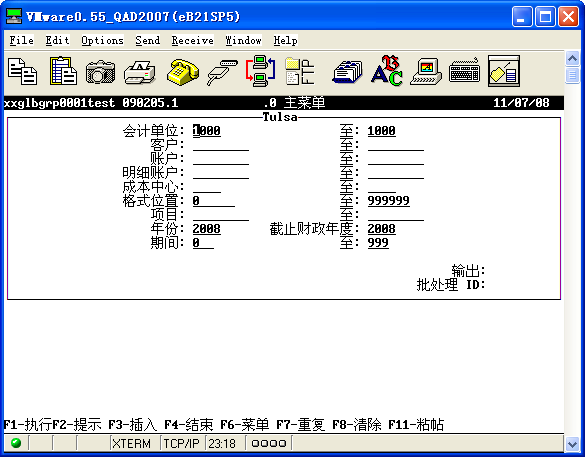 VMware0.55_QAD2007(eB21SP5)
File Edit Options Send Receive Window Help
xxglbgrp0001test 090205.1 .0 主菜单 11/07/08
Tulsa
会计单位: 1000 至: 1000
客户: 至:
账户: 至:
明细账户: 至:
成本中心: 至:
格式位置: 0 至: 999999
项目: 至:
年份: 2008 截止财政年度: 2008
期间: 0 至: 999
输出:
批处理 ID:
F1-执行F2-提示 F3-插入 F4-结束 F6-菜单 F7-重复 F8-清除 F11-粘帖
XTERM TCP/IP 23:18